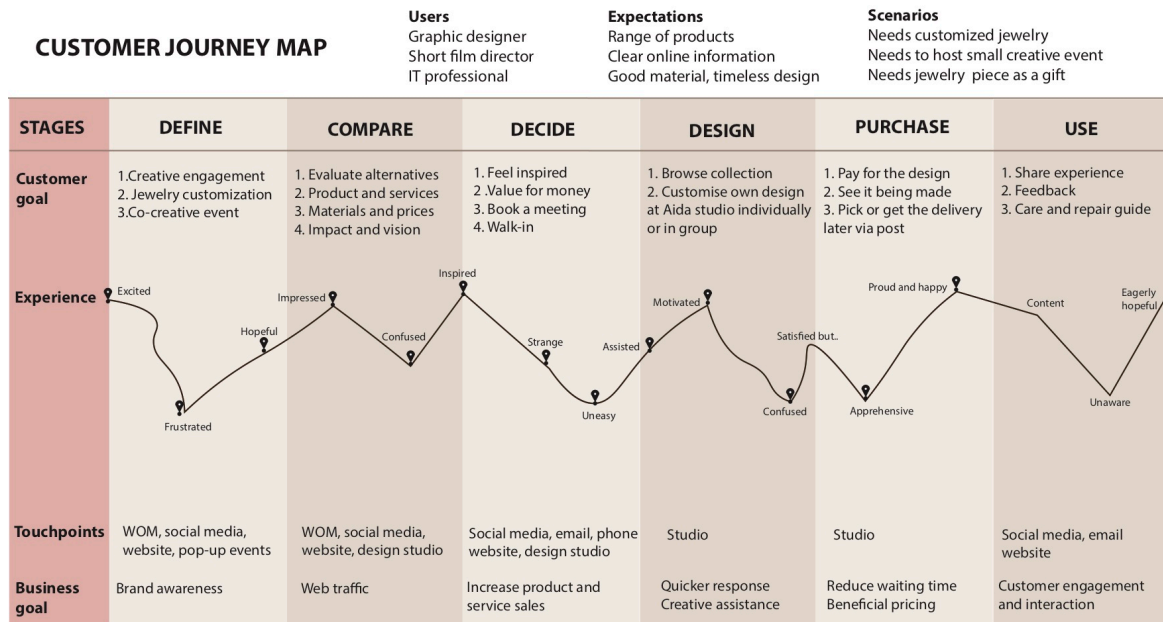 CUSTOMER JOURNEY MAP
Users
Graphic designer
Short film director
IT professional
Expectations
Range of products
Clear online information
Good material, timeless design
Scenarios
Needs customized jewelry
Needs to host small creative event
Needs jewelry piece as a gift
STAGES
DEFINE
COMPARE
DECIDE
DESIGN
PURCHASE
USE
Customer
goal
1.Creative engagement
2. Jewelry customization
3.Co-creative event
1. Evaluate alternatives
2. Product and services
3. Materials and prices
4. Impact and vision
1. Feel inspired
2 .Value for money
3. Book a meeting
4. Walk-in
1. Browse collection
2. Customise own design
at Aida studio individually
or in group
1. Pay for the design
2. See it being made
3. Pick or get the delivery
later via post
1. Share experience
2. Feedback
3. Care and repair guide
Experience
Excited
Frustrated
Hopeful
Impressed
Confused
Inspired
Strange
Uneasy
Assisted
Motivated
Confused
Satisfied but..
Apprehensive
Proud and happy
Content
Unaware
Eagerly
hopeful
Touchpoints
WOM, social media,
website, pop-up events
WOM, social media,
website, design studio
Social media, email, phone
website, design studio
Studio
Studio
Social media, email
website
Business
goal
Brand awareness
Web traffic
Increase product and
service sales
Quicker response
Creative assistance
Reduce waiting time
Beneficial pricing
Customer engagement
and interaction